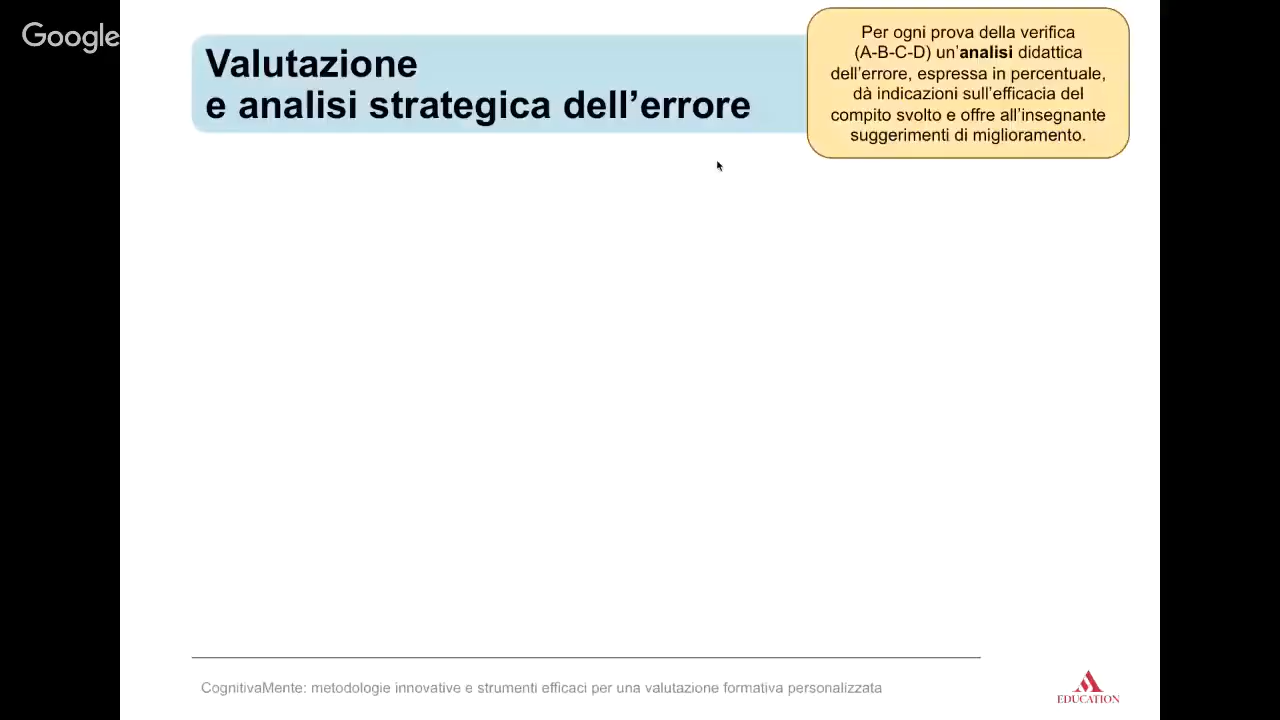 Google
Valutazione
e analisi strategica dell’errore
Per ogni prova della verifica
(A-B-C-D) un’analisi didattica
dell’errore, espressa in percentuale,
dà indicazioni sull’efficacia del
compito svolto e offre all’insegnante
suggerimenti di miglioramento.
CognitivaMente: metodologie innovative e strumenti efficaci per una valutazione formativa personalizzata
EDUCATION